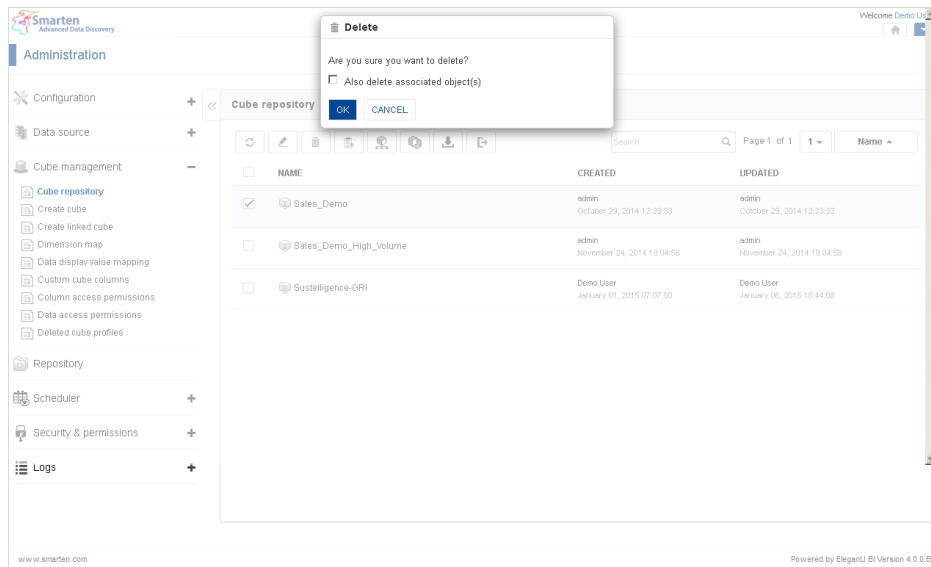 Smarten
Advanced Data Discovery
Welcome Demo Us
Delete
Are you sure you want to delete?
Also delete associated object(s)
OK CANCEL
Administration
Configuration
Data source
Cube management
Cube repository
Create cube
Create linked cube
Dimension map
Data display value mapping
Custom cube columns
Column access permissions
Data access permissions
Deleted cube profiles
Repository
Scheduler
Security & permissions
Logs
Cube repository
Search Page 1 of 1 1 Name
NAME CREATED UPDATED
Sales_Demo admin admin
October 29, 2014 12:23:33 October 29, 2014 12:23:33
Sales_Demo_High_Volume admin admin
November 24, 2014 19:04:58 November 24, 2014 19:04:58
Sustelligence-GRI Demo User Demo User
January 01, 2015 07:07:50 January 06, 2015 10:44:08
www.smarten.com Powered by ElegantJ BI Version 4.0.0.B